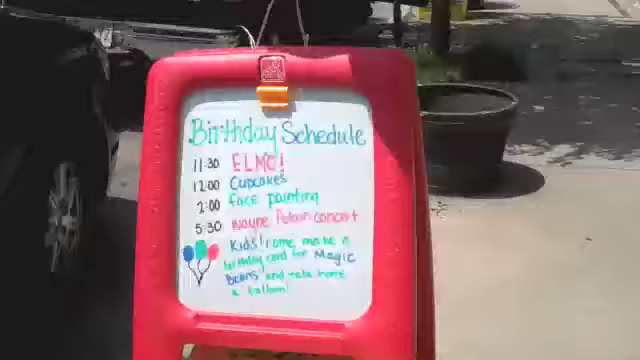 Birthday Schedule
11:30 ELMO!
12:00 Cupcakes
2:00 face painting
5:30 Wayne Potash concert
Kids! come, make a
birthday card for Magic
Beans, and take home
a balloon!